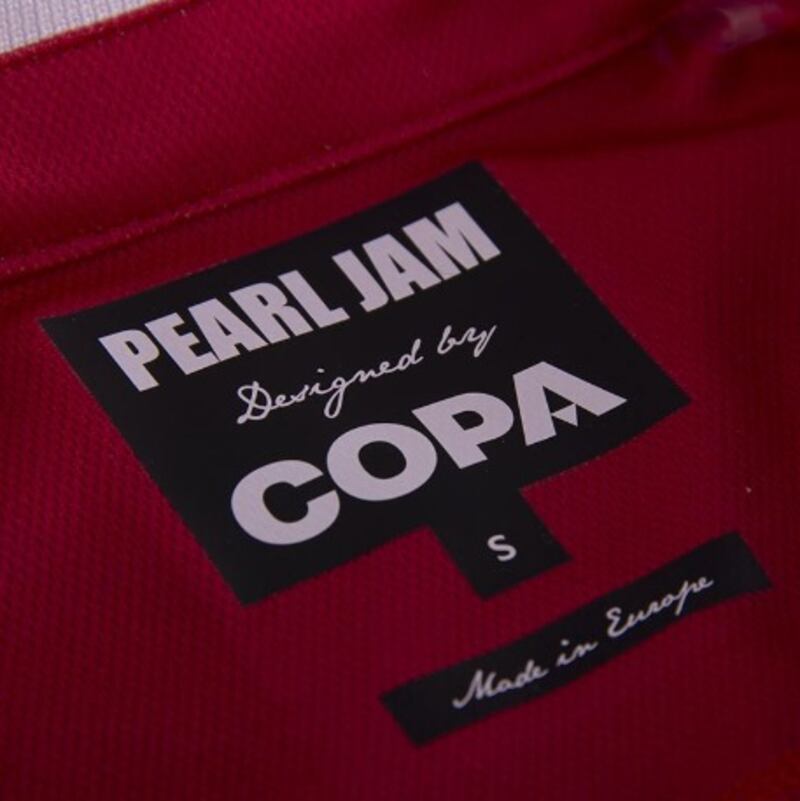 PEARL JAM
Designed by
COPA
S
Made in Europe